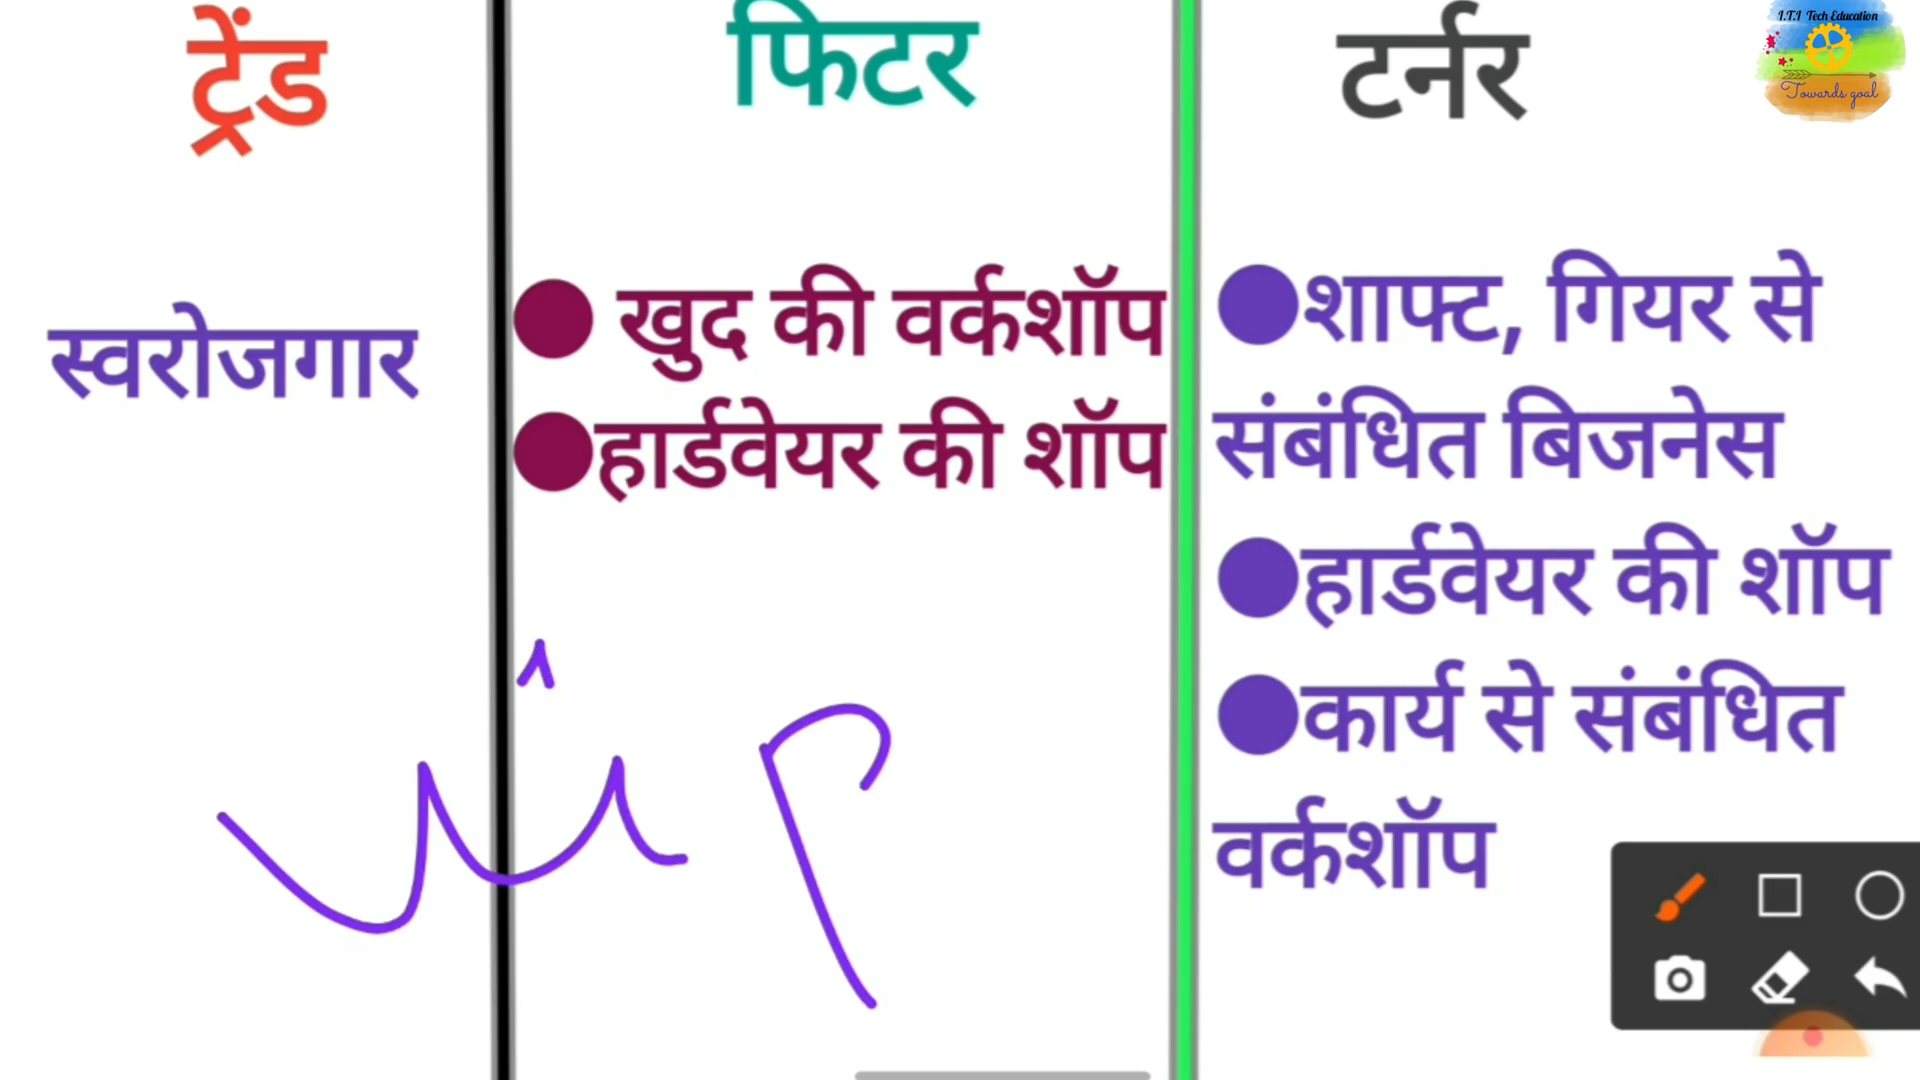 ट्रेंड
फिटर
टर्नर
I.T.I Tech Education
Towards goal
स्वरोजगार
● खुद की वर्कशॉप
●हार्डवेयर की शॉप
●शाफ्ट, गियर से
संबंधित बिजनेस
●हार्डवेयर की शॉप
●कार्य से संबंधित
वर्कशॉप